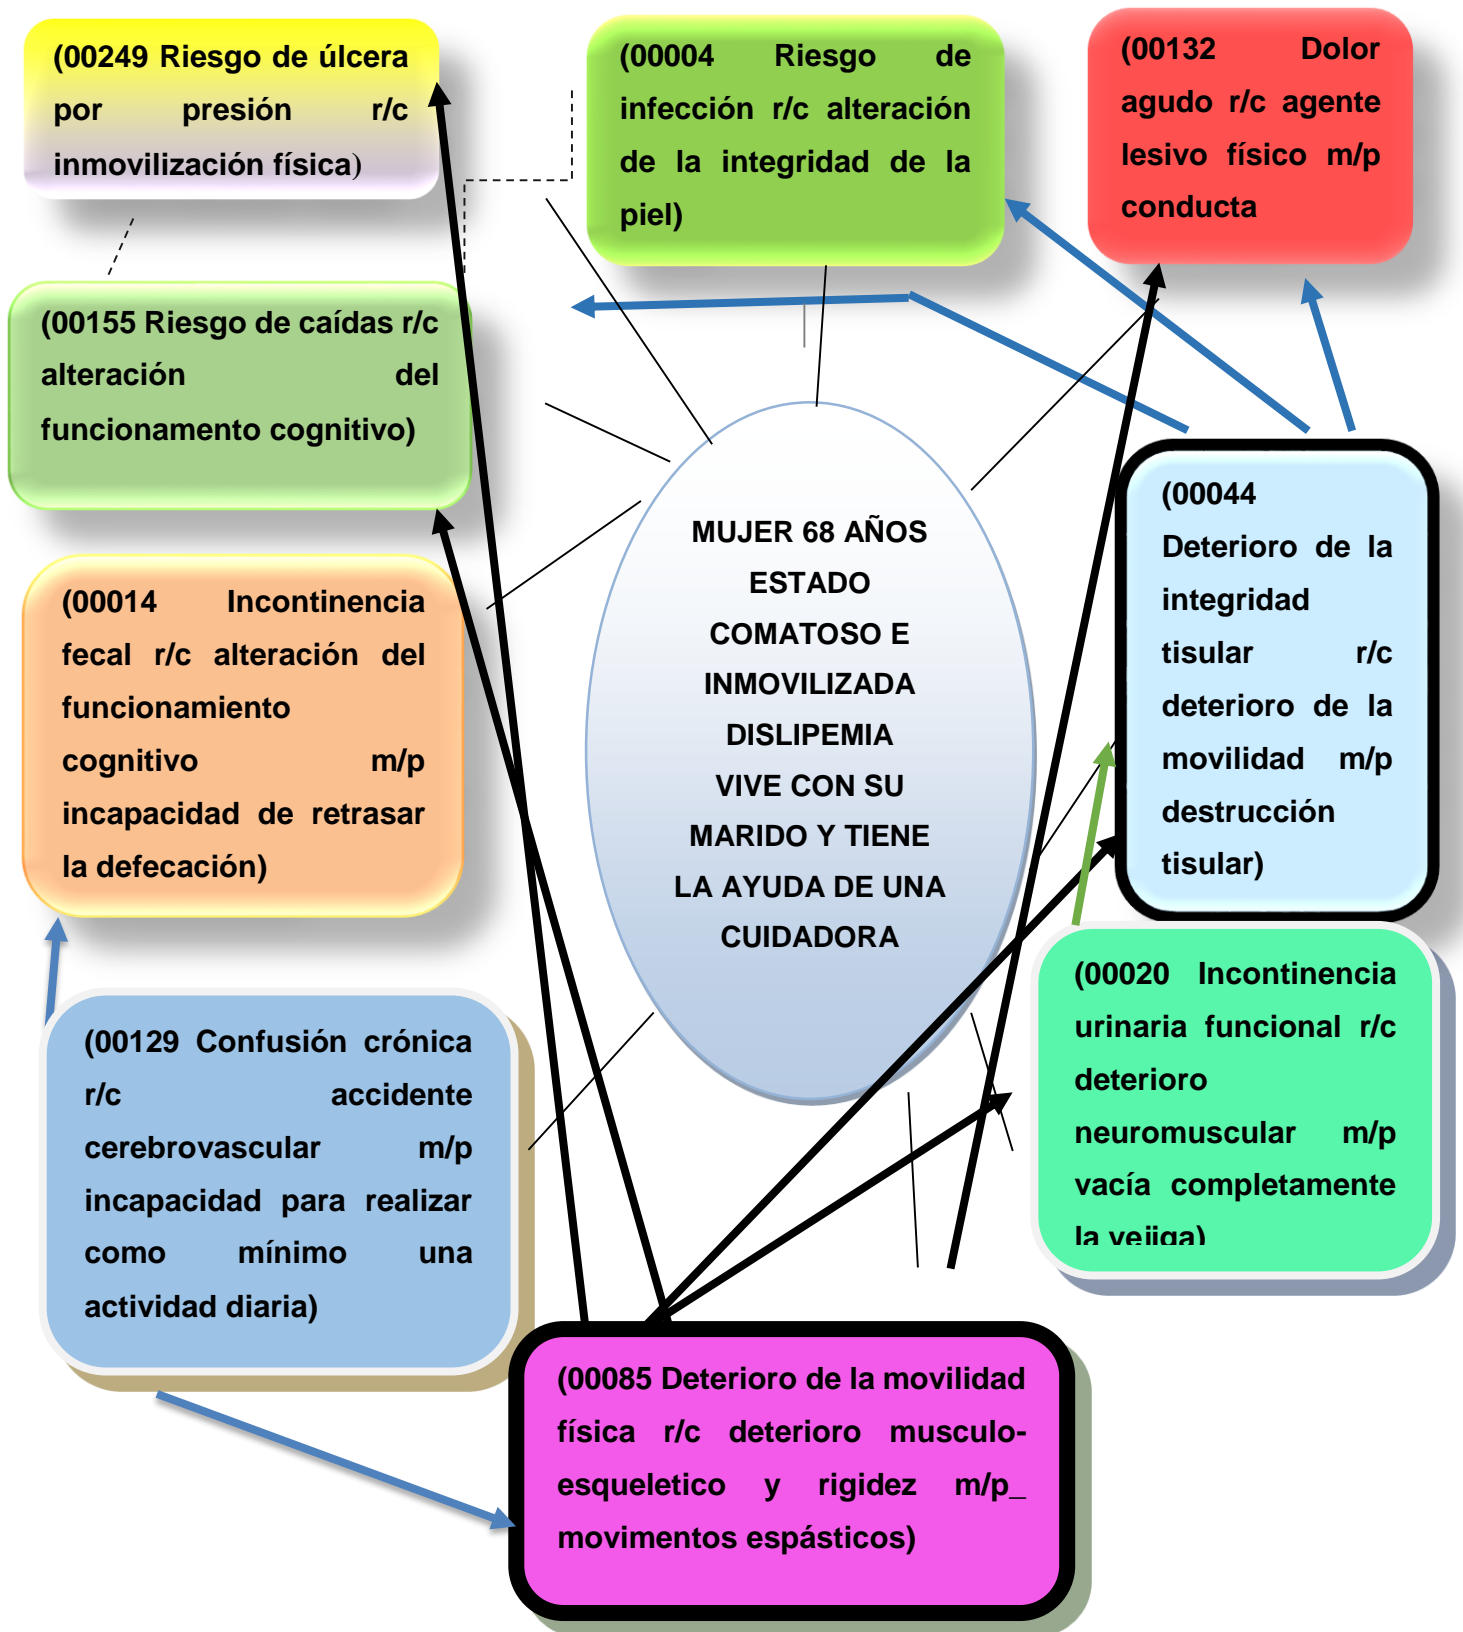 (00249 Riesgo de úlcera
por presión r/c
inmovilización física)
(00004 Riesgo de
infección r/c alteración
de la integridad de la
piel)
(00132 Dolor
agudo r/c agente
lesivo físico m/p
conducta
(00155 Riesgo de caídas r/c
alteración del
funcionamento cognitivo)
(00014 Incontinencia
fecal r/c alteración del
funcionamiento
cognitivo m/p
incapacidad de retrasar
la defecación)
MUJER 68 AÑOS
ESTADO
COMATOSO E
INMOVILIZADA
DISLIPEMIA
VIVE CON SU
MARIDO Y TIENE
LA AYUDA DE UNA
CUIDADORA
(00044
Deterioro de la
integridad
tisular r/c
deterioro de la
movilidad m/p
destrucción
tisular)
(00129 Confusión crónica
r/c accidente
cerebrovascular m/p
incapacidad para realizar
como mínimo una
actividad diaria)
(00020 Incontinencia
urinaria funcional r/c
deterioro
neuromuscular m/p
vacía completamente
la vejiga)
(00085 Deterioro de la movilidad
física r/c deterioro musculo-
esqueletico y rigidez m/p_
movimentos espásticos)